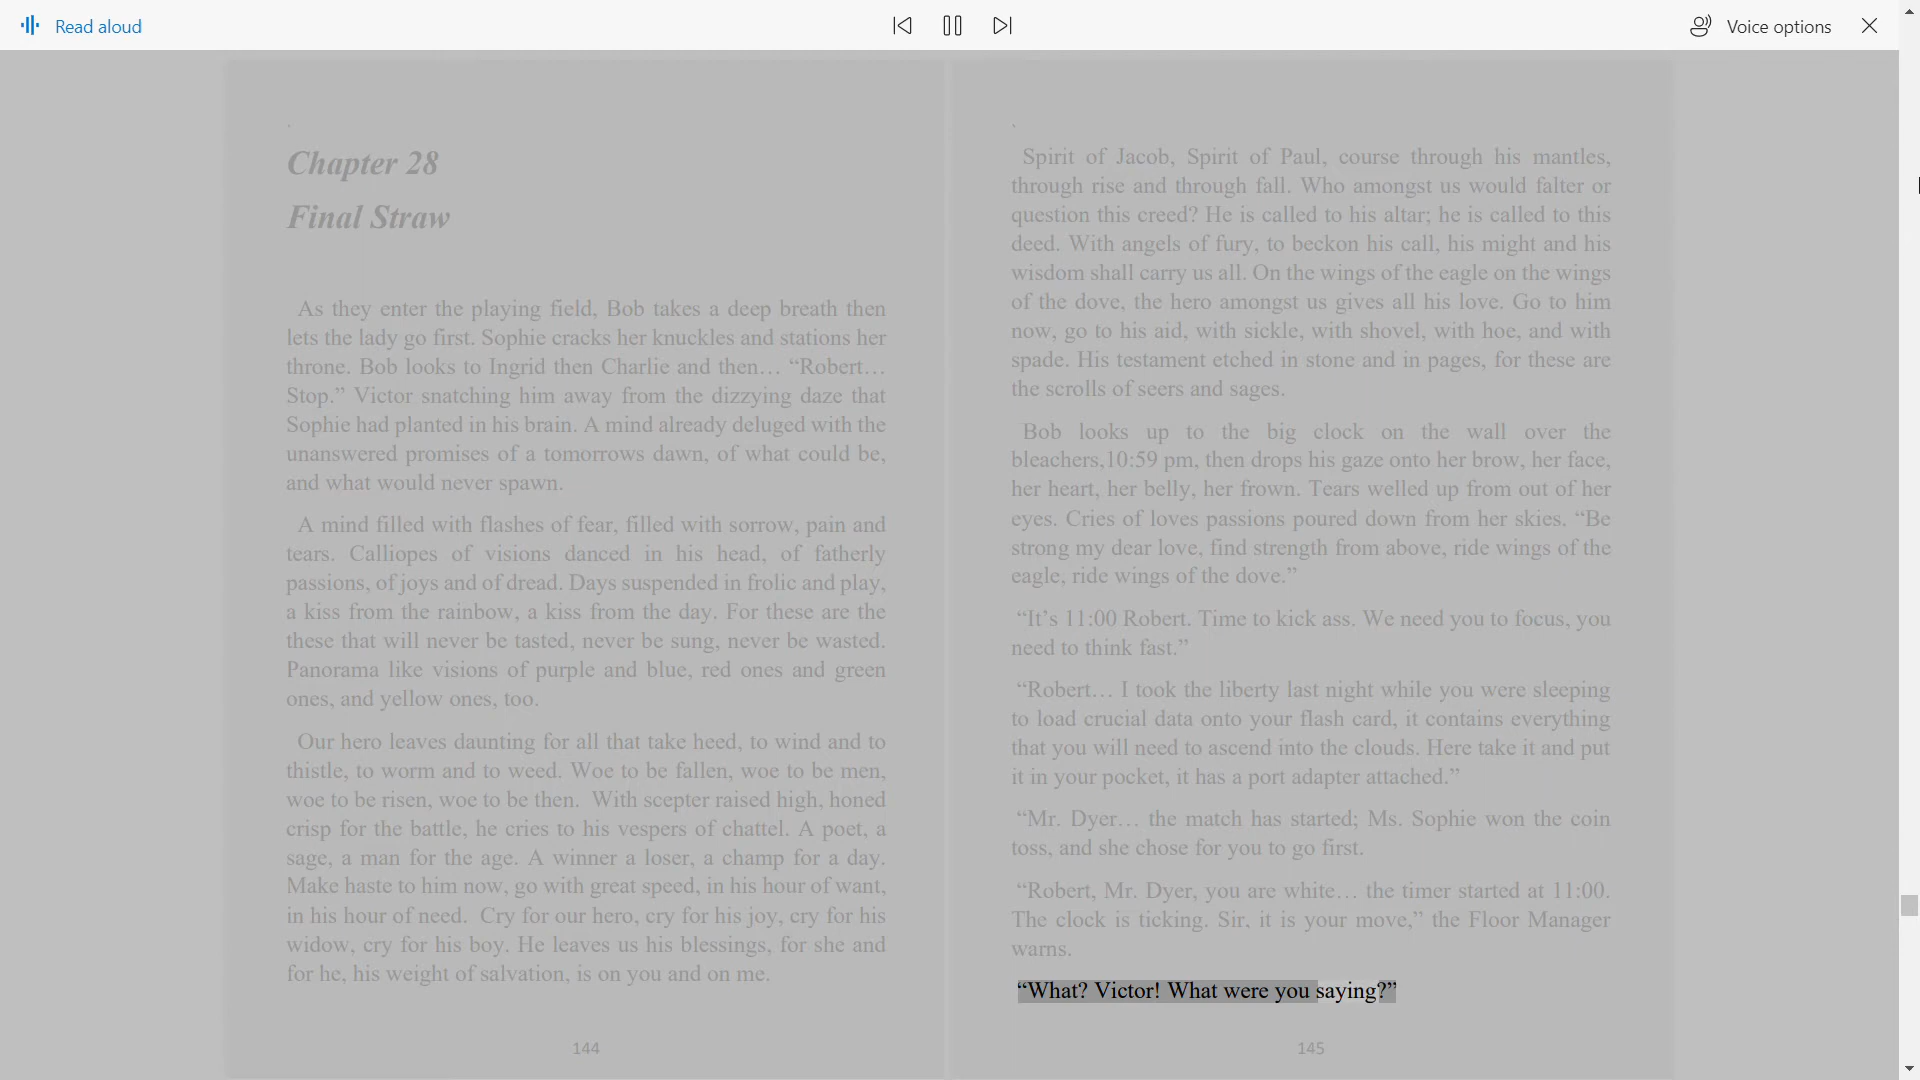 Read aloud
Voice options
Chapter 28
Final Straw
As they enter the playing field, Bob takes a deep breath then
lets the lady go first. Sophie cracks her knuckles and stations her
throne. Bob looks to Ingrid then Charlie and then… “Robert…
Stop.” Victor snatching him away from the dizzying daze that
Sophie had planted in his brain. A mind already deluged with the
unanswered promises of a tomorrows dawn, of what could be,
and what would never spawn.
A mind filled with flashes of fear, filled with sorrow, pain and
tears. Calliopes of visions danced in his head, of fatherly
passions, of joys and of dread. Days suspended in frolic and play,
a kiss from the rainbow, a kiss from the day. For these are the
these that will never be tasted, never be sung, never be wasted.
Panorama like visions of purple and blue, red ones and green
ones, and yellow ones, too.
Our hero leaves daunting for all that take heed, to wind and to
thistle, to worm and to weed. Woe to be fallen, woe to be men,
woe to be risen, woe to be then. With scepter raised high, honed
crisp for the battle, he cries to his vespers of chattel. A poet, a
sage, a man for the age. A winner a loser, a champ for a day.
Make haste to him now, go with great speed, in his hour of want,
in his hour of need. Cry for our hero, cry for his joy, cry for his
widow, cry for his boy. He leaves us his blessings, for she and
for he, his weight of salvation, is on you and on me.
144
Spirit of Jacob, Spirit of Paul, course through his mantles,
through rise and through fall. Who amongst us would falter or
question this creed? He is called to his altar; he is called to this
deed. With angels of fury, to beckon his call, his might and his
wisdom shall carry us all. On the wings of the eagle on the wings
of the dove, the hero amongst us gives all his love. Go to him
now, go to his aid, with sickle, with shovel, with hoe, and with
spade. His testament etched in stone and in pages, for these are
the scrolls of seers and sages.
Bob looks up to the big clock on the wall over the
bleachers,10:59 pm, then drops his gaze onto her brow, her face,
her heart, her belly, her frown. Tears welled up from out of her
eyes. Cries of loves passions poured down from her skies. “Be
strong my dear love, find strength from above, ride wings of the
eagle, ride wings of the dove.”
“It’s 11:00 Robert. Time to kick ass. We need you to focus, you
need to think fast.”
“Robert… I took the liberty last night while you were sleeping
to load crucial data onto your flash card, it contains everything
that you will need to ascend into the clouds. Here take it and put
it in your pocket, it has a port adapter attached.”
“Mr. Dyer… the match has started; Ms. Sophie won the coin
toss, and she chose for you to go first.
“Robert, Mr. Dyer, you are white… the timer started at 11:00.
The clock is ticking. Sir, it is your move,” the Floor Manager
warns.
“What? Victor! What were you saying?”
145